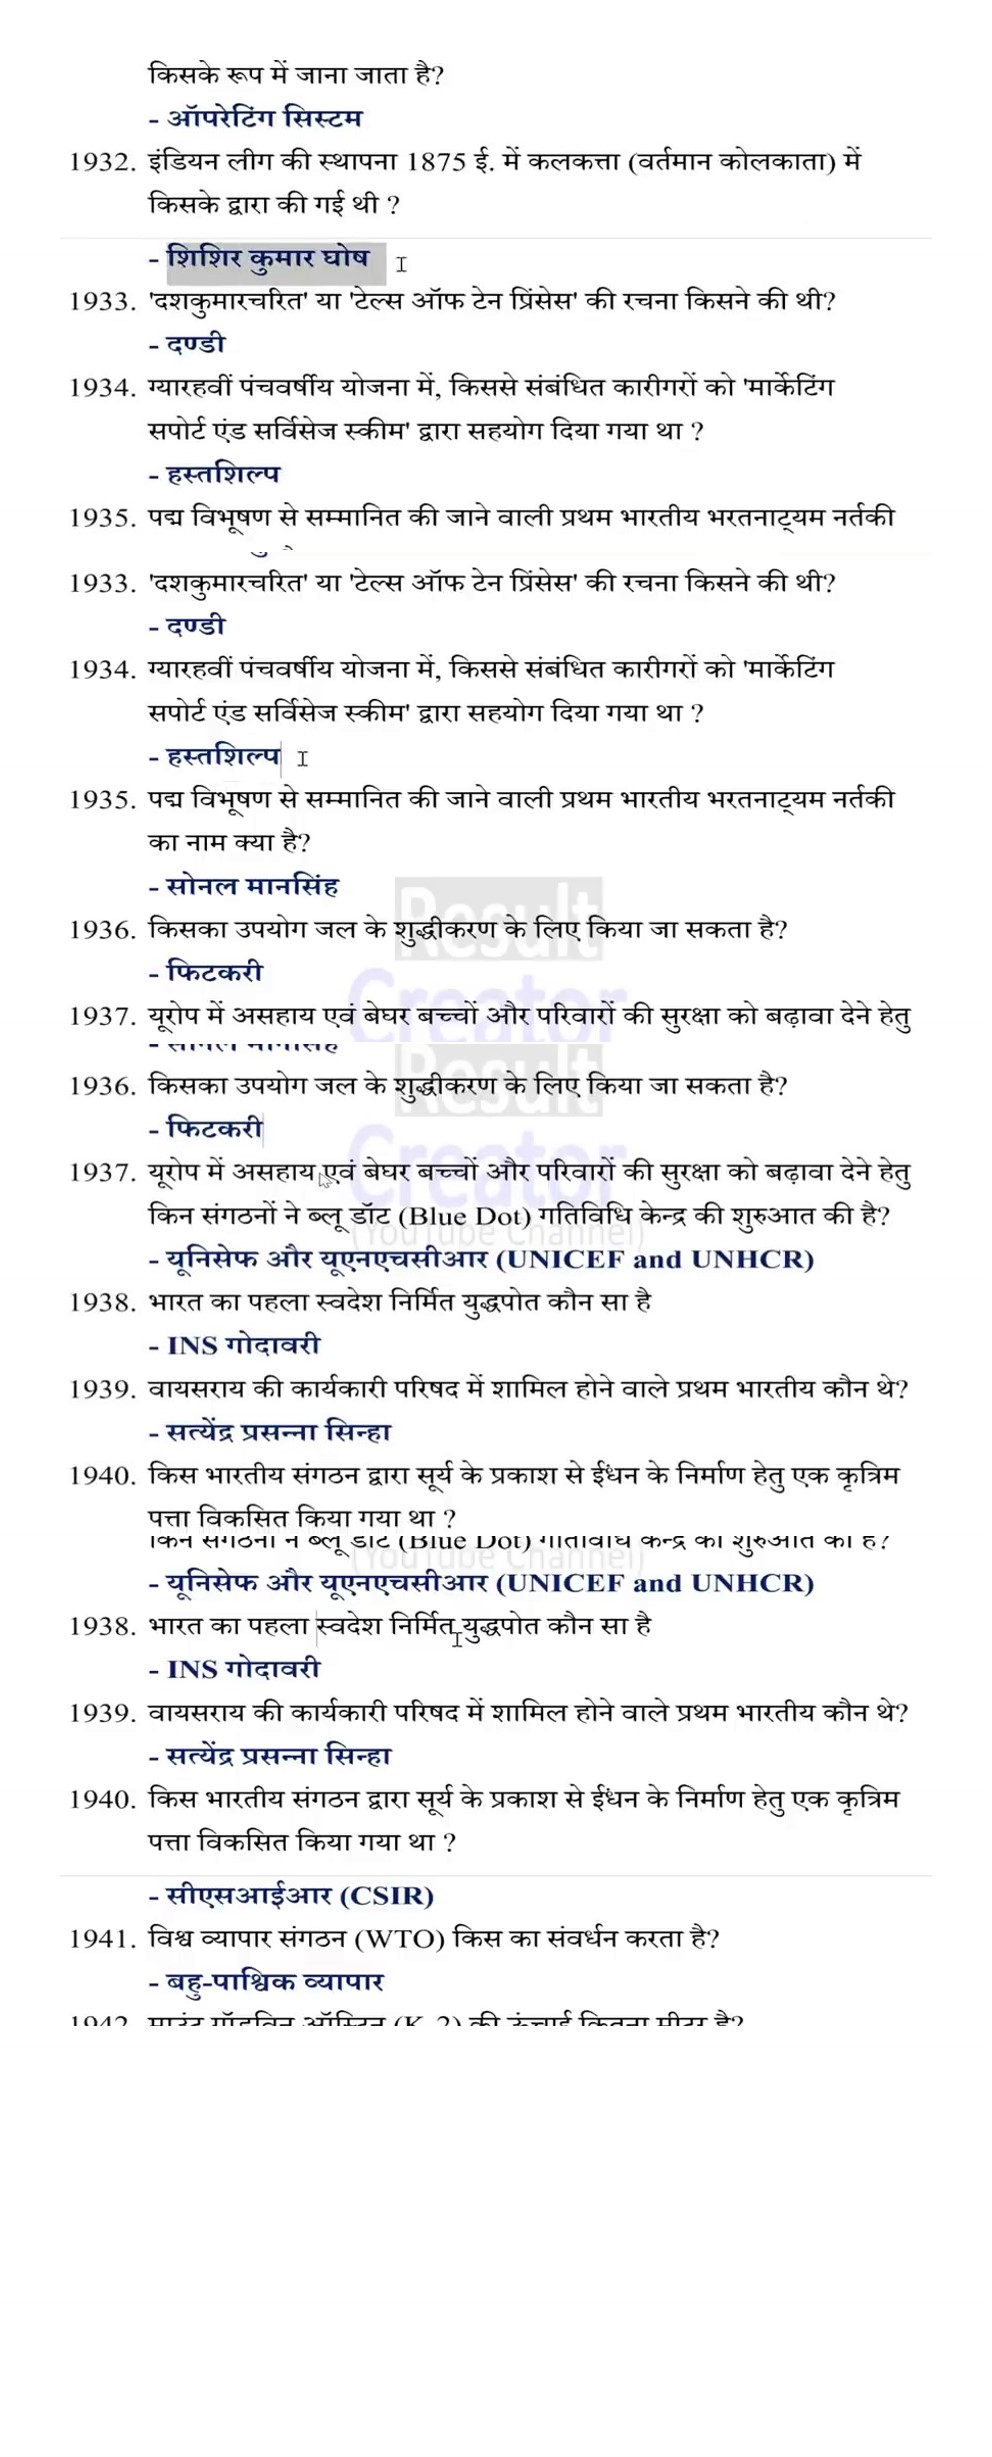 किसके रूप में जाना जाता है?
- ऑपरेटिंग सिस्टम
1932. इंडियन लीग की स्थापना 1875 ई. में कलकत्ता (वर्तमान कोलकाता) में
किसके द्वारा की गई थी ?
- शिशिर कुमार घोष
1933. 'दशकुमारचरित' या 'टेल्स ऑफ टेन प्रिंसेस' की रचना किसने की थी?
- दण्डी
1934. ग्यारहवीं पंचवर्षीय योजना में, किससे संबंधित कारीगरों को 'मार्केटिंग
सपोर्ट एंड सर्विसेज स्कीम' द्वारा सहयोग दिया गया था ?
- हस्तशिल्प
1935. पद्म विभूषण से सम्मानित की जाने वाली प्रथम भारतीय भरतनाट्यम नर्तकी
1933. 'दशकुमारचरित' या 'टेल्स ऑफ टेन प्रिंसेस' की रचना किसने की थी?
- दण्डी
1934. ग्यारहवीं पंचवर्षीय योजना में, किससे संबंधित कारीगरों को 'मार्केटिंग
सपोर्ट एंड सर्विसेज स्कीम' द्वारा सहयोग दिया गया था ?
- हस्तशिल्प
1935. पद्म विभूषण से सम्मानित की जाने वाली प्रथम भारतीय भरतनाट्यम नर्तकी
का नाम क्या है?
- सोनल मानसिंह
Result
1936. किसका उपयोग जल के शुद्धीकरण के लिए किया जा सकता है?
- फिटकरी
Creator
1937. यूरोप में असहाय एवं बेघर बच्चों और परिवारों की सुरक्षा को बढ़ावा देने हेतु
- सोनल मानसिंह
Result
1936. किसका उपयोग जल के शुद्धीकरण के लिए किया जा सकता है?
- फिटकरी
Creator
1937. यूरोप में असहाय एवं बेघर बच्चों और परिवारों की सुरक्षा को बढ़ावा देने हेतु
किन संगठनों ने ब्लू डॉट (Blue Dot) गतिविधि केन्द्र की शुरुआत की है?
(YouTube Channel)
- यूनिसेफ और यूएनएचसीआर (UNICEF and UNHCR)
1938. भारत का पहला स्वदेश निर्मित युद्धपोत कौन सा है
- INS गोदावरी
1939. वायसराय की कार्यकारी परिषद में शामिल होने वाले प्रथम भारतीय कौन थे?
- सत्येंद्र प्रसन्ना सिन्हा
1940. किस भारतीय संगठन द्वारा सूर्य के प्रकाश से ईंधन के निर्माण हेतु एक कृत्रिम
पत्ता विकसित किया गया था ?
किन संगठनों ने ब्लू डॉट (Blue Dot) गतिविधि केन्द्र की शुरुआत की है?
(YouTube Channel)
- यूनिसेफ और यूएनएचसीआर (UNICEF and UNHCR)
1938. भारत का पहला स्वदेश निर्मित युद्धपोत कौन सा है
- INS गोदावरी
1939. वायसराय की कार्यकारी परिषद में शामिल होने वाले प्रथम भारतीय कौन थे?
- सत्येंद्र प्रसन्ना सिन्हा
1940. किस भारतीय संगठन द्वारा सूर्य के प्रकाश से ईंधन के निर्माण हेतु एक कृत्रिम
पत्ता विकसित किया गया था ?
- सीएसआईआर (CSIR)
1941. विश्व व्यापार संगठन (WTO) किस का संवर्धन करता है?
- बहु-पाश्विक व्यापार
1942. माउंट गॉडविन ऑस्टिन (K-2) की ऊंचाई कितना मीटर है?